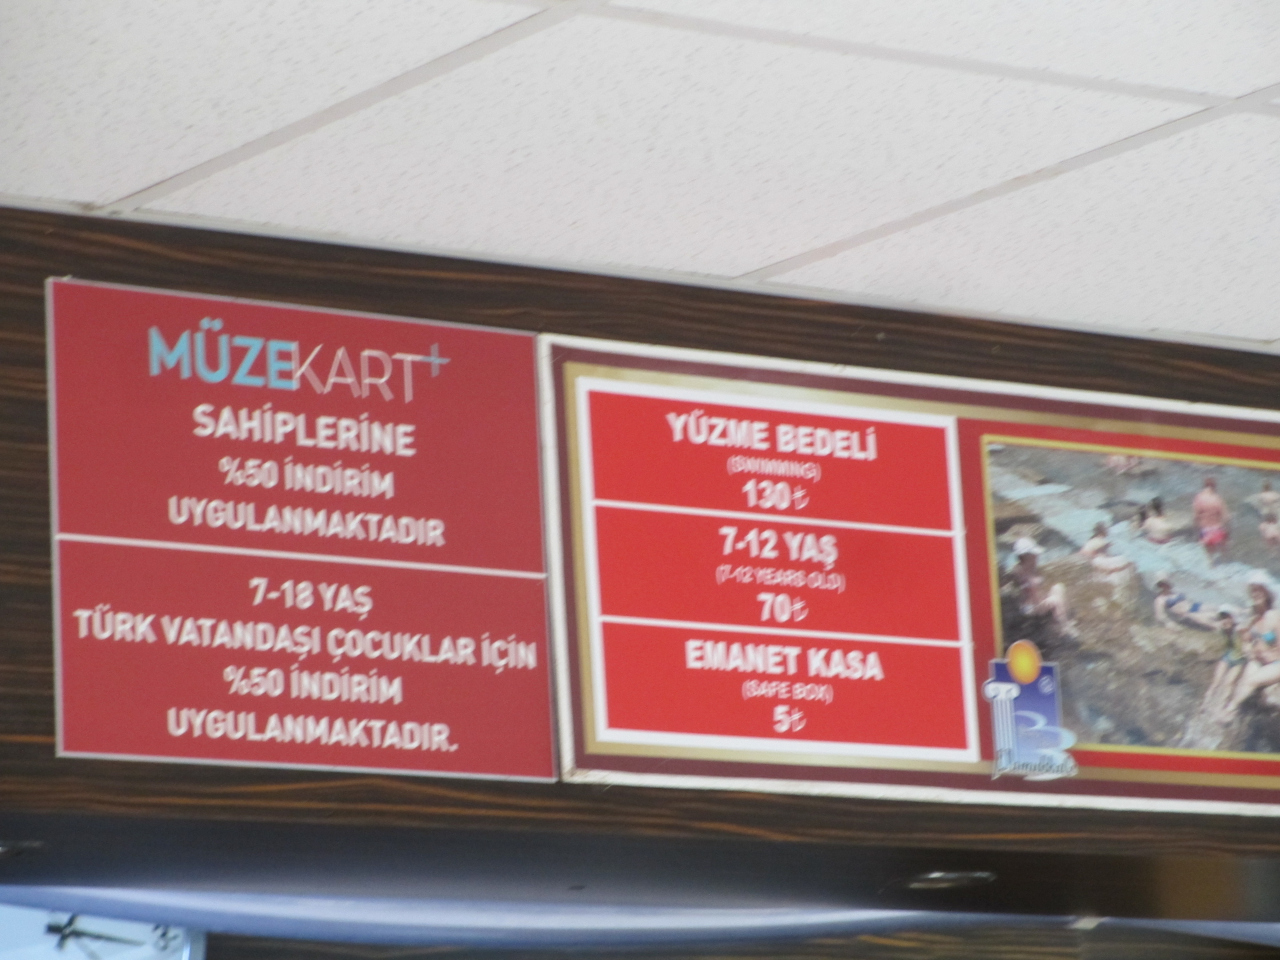 MÜZEKART+
SAHİPLERİNE
%50 İNDİRİM
UYGULANMAKTADIR
7-18 YAŞ
TÜRK VATANDAŞI ÇOCUKLAR İÇİN
%50 İNDİRİM
UYGULANMAKTADIR.
YÜZME BEDELİ
(SWIMMING)
130₺
7-12 YAŞ
(7-12 YEARS OLD)
70₺
EMANET KASA
(SAFE BOX)
5₺
Pamukkale